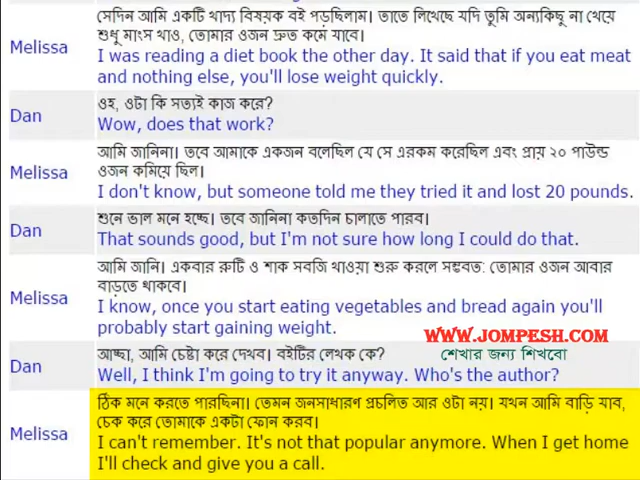 সেদিন আমি একটি খাদ্য বিষয়ক বই পড়ছিলাম। তাতে লিখেছে যদি তুমি অন্যকিছু না খেয়ে
Melissa
শুধু মাংস খাও, তোমার ওজন দ্রুত কমে যাবে।
I was reading a diet book the other day. It said that if you eat meat
and nothing else, you'll lose weight quickly.
Dan
ওহ, ওটা কি সত্যই কাজ করে?
Wow, does that work?
Melissa
আমি জানিনা। তবে আমাকে একজন বলেছিল যে সে এরকম করেছিল এবং প্রায় ২০ পাউন্ড
ওজন কমিয়ে ছিল।
I don't know, but someone told me they tried it and lost 20 pounds.
Dan
শুনে ভাল মনে হচ্ছে। তবে জানিনা কতদিন চালাতে পারব।
That sounds good, but I'm not sure how long I could do that.
Melissa
আমি জানি। একবার রুটি ও শাক সবজি খাওয়া শুরু করলে সম্ভবত: তোমার ওজন আবার
বাড়তে থাকবে।
I know, once you start eating vegetables and bread again you'll
probably start gaining weight.
WWW.JOMPESH.COM
Dan
আচ্ছা, আমি চেষ্টা করে দেখব। বইটির লেখক কে?
শেখার জন্য শিখবো
Well, I think I'm going to try it anyway. Who's the author?
Melissa
ঠিক মনে করতে পারছিনা। তেমন জনসাধারণ প্রচলিত আর ওটা নয়। যখন আমি বাড়ি যাব,
চেক করে তোমাকে একটা ফোন করব।
I can't remember. It's not that popular anymore. When I get home
I'll check and give you a call.